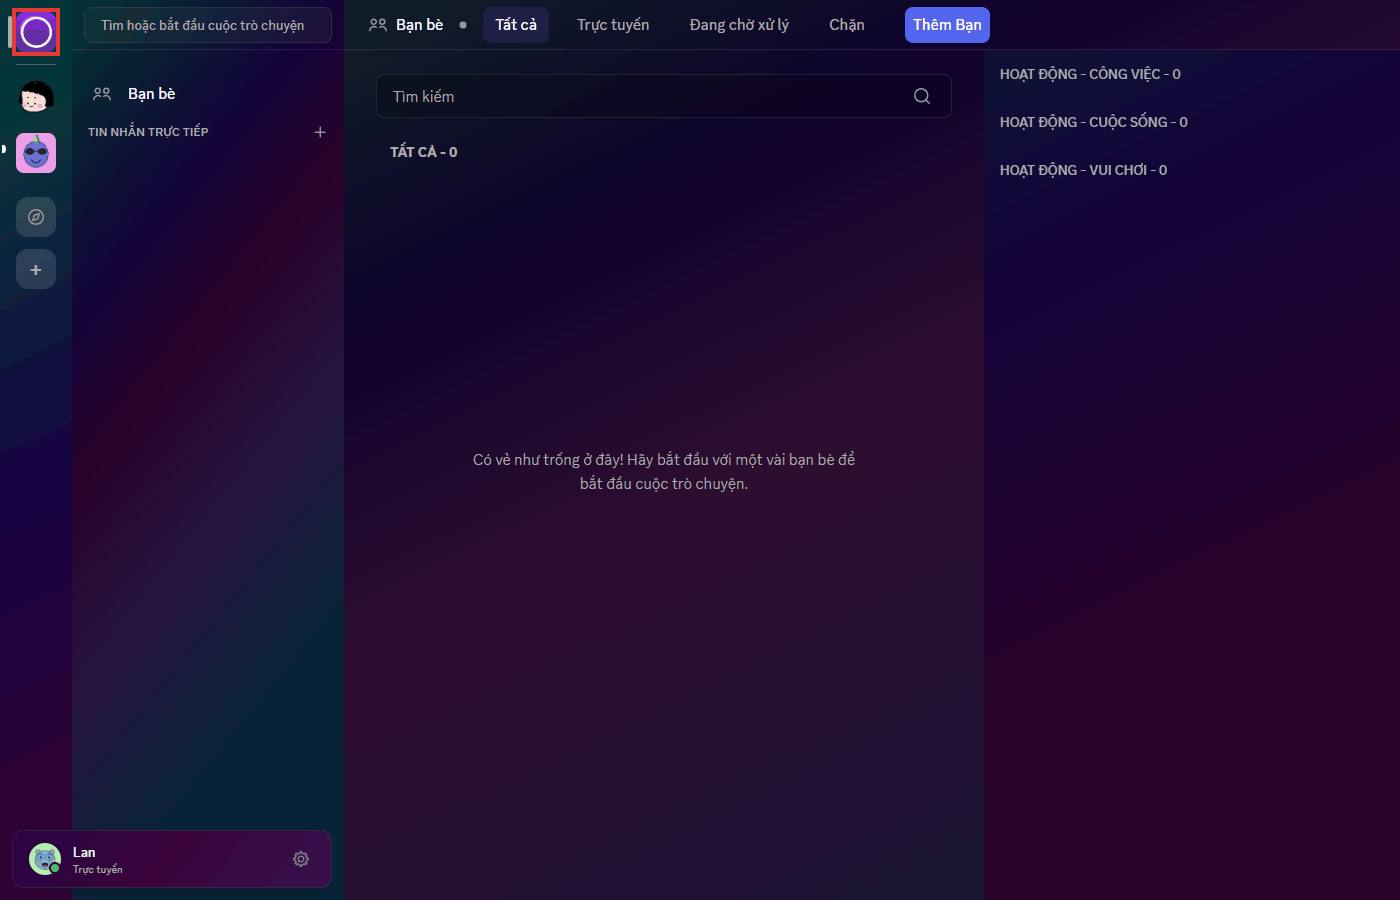 Tìm hoặc bắt đầu cuộc trò chuyện
Bạn bè
TIN NHẮN TRỰC TIẾP
Lan
Trực tuyến
Bạn bè
Tất cả
Trực tuyến
Đang chờ xử lý
Chặn
Thêm Bạn
Tìm kiếm
TẤT CẢ - 0
Có vẻ như trống ở đây! Hãy bắt đầu với một vài bạn bè để
bắt đầu cuộc trò chuyện.
HOẠT ĐỘNG - CÔNG VIỆC - 0
HOẠT ĐỘNG - CUỘC SỐNG - 0
HOẠT ĐỘNG - VUI CHƠI - 0